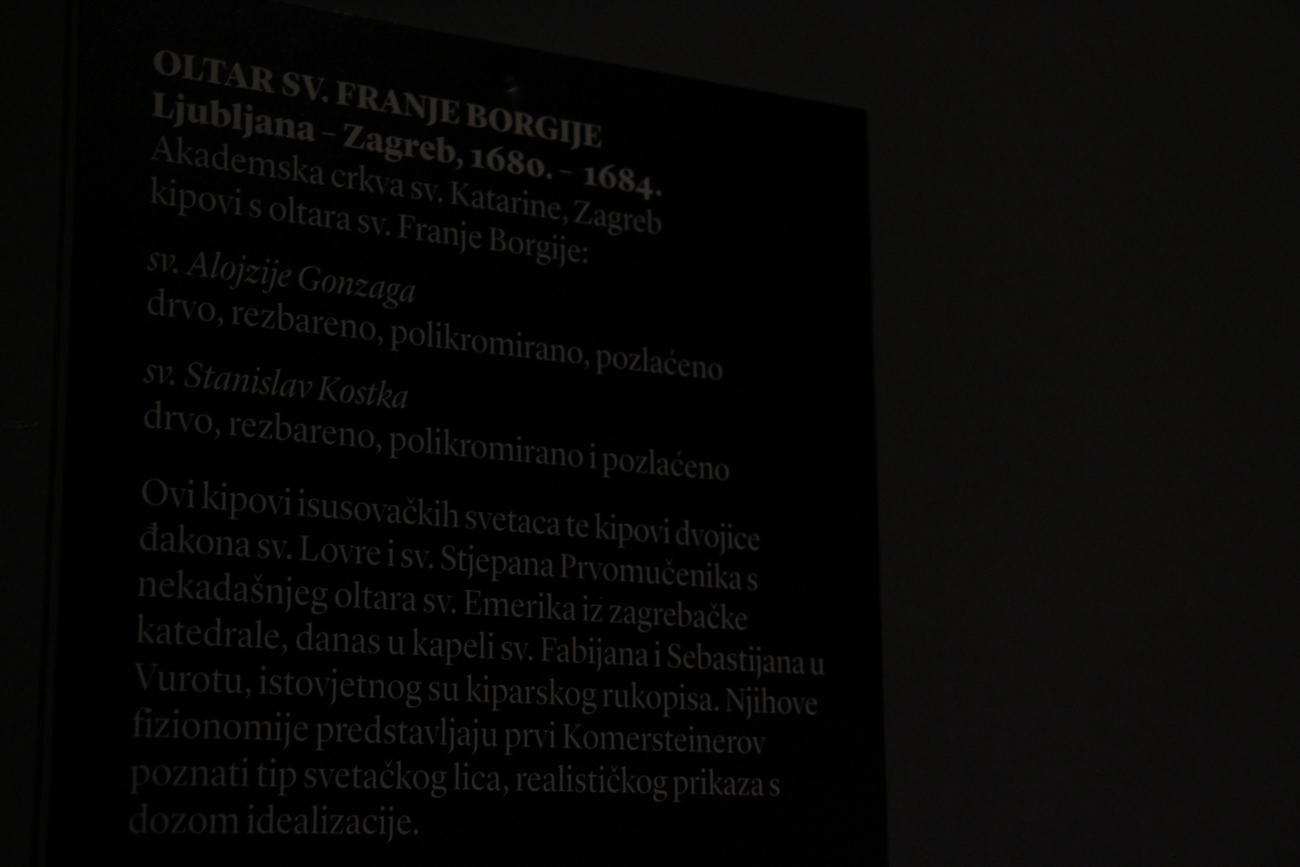 OLTAR SV. FRANJE BORGIJE
Ljubljana – Zagreb, 1680. – 1684.
Akademska crkva sv. Katarine, Zagreb
kipovi s oltara sv. Franje Borgije:
sv. Alojzije Gonzaga
drvo, rezbareno, polikromirano, pozlaćeno
sv. Stanislav Kostka
drvo, rezbareno, polikromirano i pozlaćeno
Ovi kipovi isusovačkih svetaca te kipovi dvojice
đakona sv. Lovre i sv. Stjepana Prvomučenika s
nekadašnjeg oltara sv. Emerika iz zagrebačke
katedrale, danas u kapeli sv. Fabijana i Sebastijana u
Vurotu, istovjetnog su kiparskog rukopisa. Njihove
fizionomije predstavljaju prvi Komersteinerov
poznati tip svetačkog lica, realističkog prikaza s
dozom idealizacije.